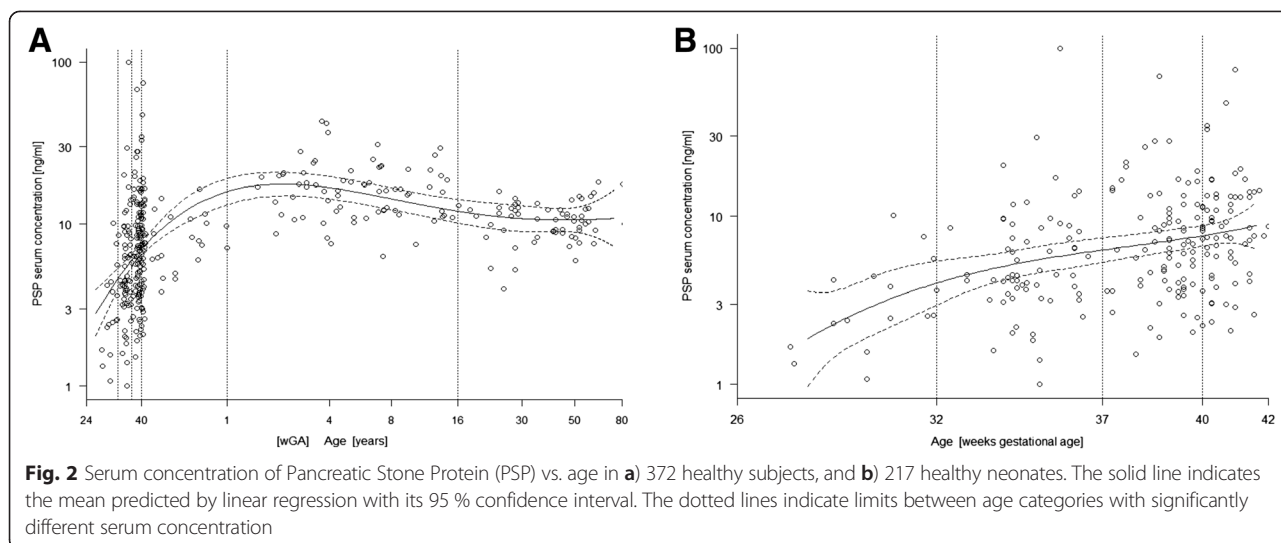 A
B
PSP serum concentration [ng/ml]
100
30
10
3
1
24
40
1
4
8
16
30
50
80
[wGA] Age [years]
PSP serum concentration [ng/ml]
100
30
10
3
1
26
32
37
40
42
Age [weeks gestational age]
Fig. 2 Serum concentration of Pancreatic Stone Protein (PSP) vs. age in a) 372 healthy subjects, and b) 217 healthy neonates. The solid line indicates
the mean predicted by linear regression with its 95 % confidence interval. The dotted lines indicate limits between age categories with significantly
different serum concentration